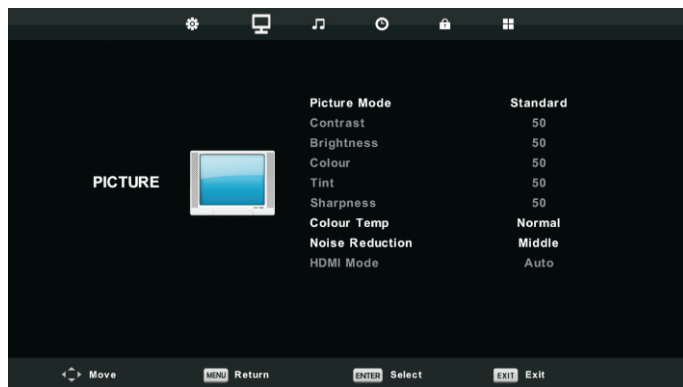 Picture Mode Standard
Contrast 50
Brightness 50
Colour 50
PICTURE
Tint 50
Sharpness 50
Colour Temp Normal
Noise Reduction Middle
HDMI Mode Auto
Move MENU Return ENTER Select EXIT Exit